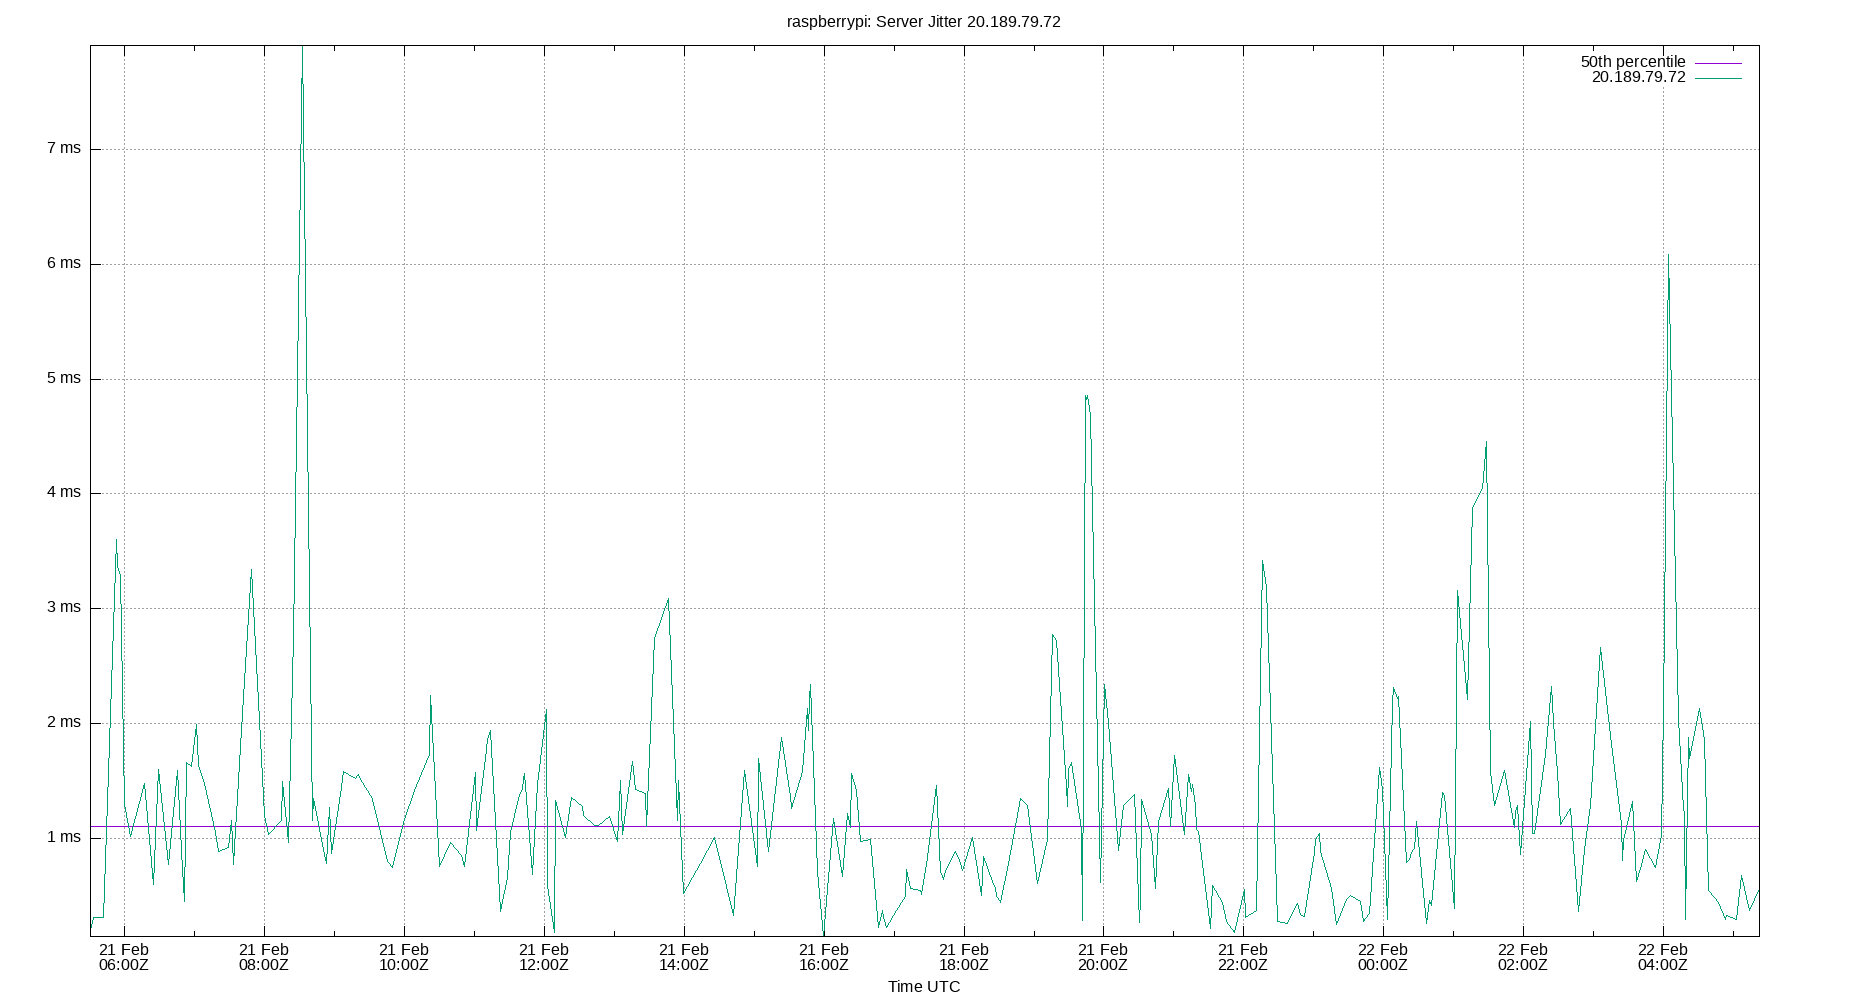 raspberrypi: Server Jitter 20.189.79.72
50th percentile
20.189.79.72
7 ms
6 ms
5 ms
4 ms
3 ms
2 ms
1 ms
21 Feb 21 Feb 21 Feb 21 Feb 21 Feb 21 Feb 21 Feb 21 Feb 21 Feb 22 Feb 22 Feb 22 Feb
06:00Z 08:00Z 10:00Z 12:00Z 14:00Z 16:00Z 18:00Z 20:00Z 22:00Z 00:00Z 02:00Z 04:00Z
Time UTC